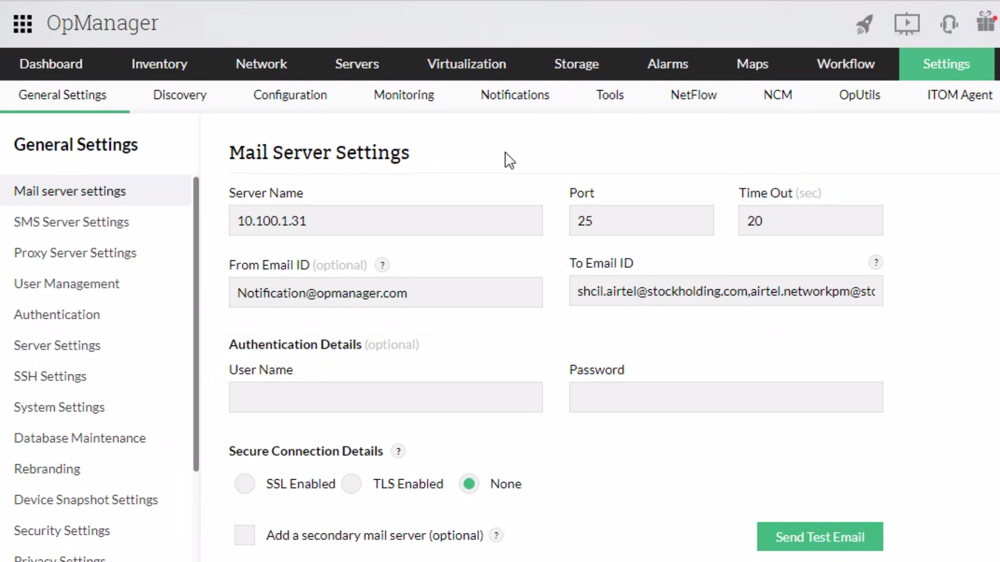 OpManager
Dashboard Inventory Network Servers Virtualization Storage Alarms Maps Workflow Settings
General Settings Discovery Configuration Monitoring Notifications Tools NetFlow NCM OpUtils ITOM Agent
General Settings
Mail server settings
SMS Server Settings
Proxy Server Settings
User Management
Authentication
Server Settings
SSH Settings
System Settings
Database Maintenance
Rebranding
Device Snapshot Settings
Security Settings
Privacy Settings
Mail Server Settings
Server Name Port Time Out (sec)
10.100.1.31 25 20
From Email ID (optional) ? To Email ID ?
Notification@opmanager.com shcil.airtel@stockholding.com,airtel.networkpm@stc
Authentication Details (optional)
User Name Password
Secure Connection Details ?
SSL Enabled TLS Enabled None
Add a secondary mail server (optional) ?
Send Test Email